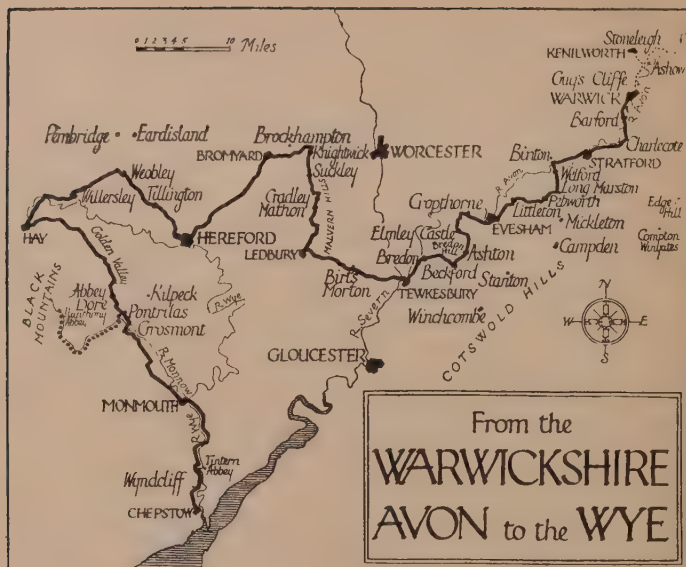 0 1 2 3 4 5 10 Miles
Stoneleigh
KENILWORTH
Ashow
Guy's Cliffe
WARWICK
R. AVON
Barford
Charlecote
Pembridge
Eardisland
Brockhampton
BROMYARD
Knightwick
Suckley
WORCESTER
Binton
STRATFORD
Welford
Long Marston
Pebworth
Weobley
Tillington
Willersley
Cradley
Mathon
MALVERN HILLS
R. Avon
Cropthorne
Littleton
EVESHAM
Mickleton
Edge Hill
Campden
Compton
HAY
HEREFORD
LEDBURY
Elmley Castle
Bredon
Bredon Hill
Ashton
Beckford
Stanton
Birts
Morton
TEWKESBURY
Winchcombe
COTSWOLD HILLS
Golden Valley
BLACK
MOUNTAINS
Abbey
Dore
Kilpeck
Pontrilas
Grosmont
R. Wye
R. Severn
GLOUCESTER
N
W
E
S
R. Monnow
MONMOUTH
R. Wye
Tintern
Abbey
Wyndcliff
CHEPSTOW
From the
WARWICKSHIRE
AVON to the WYE